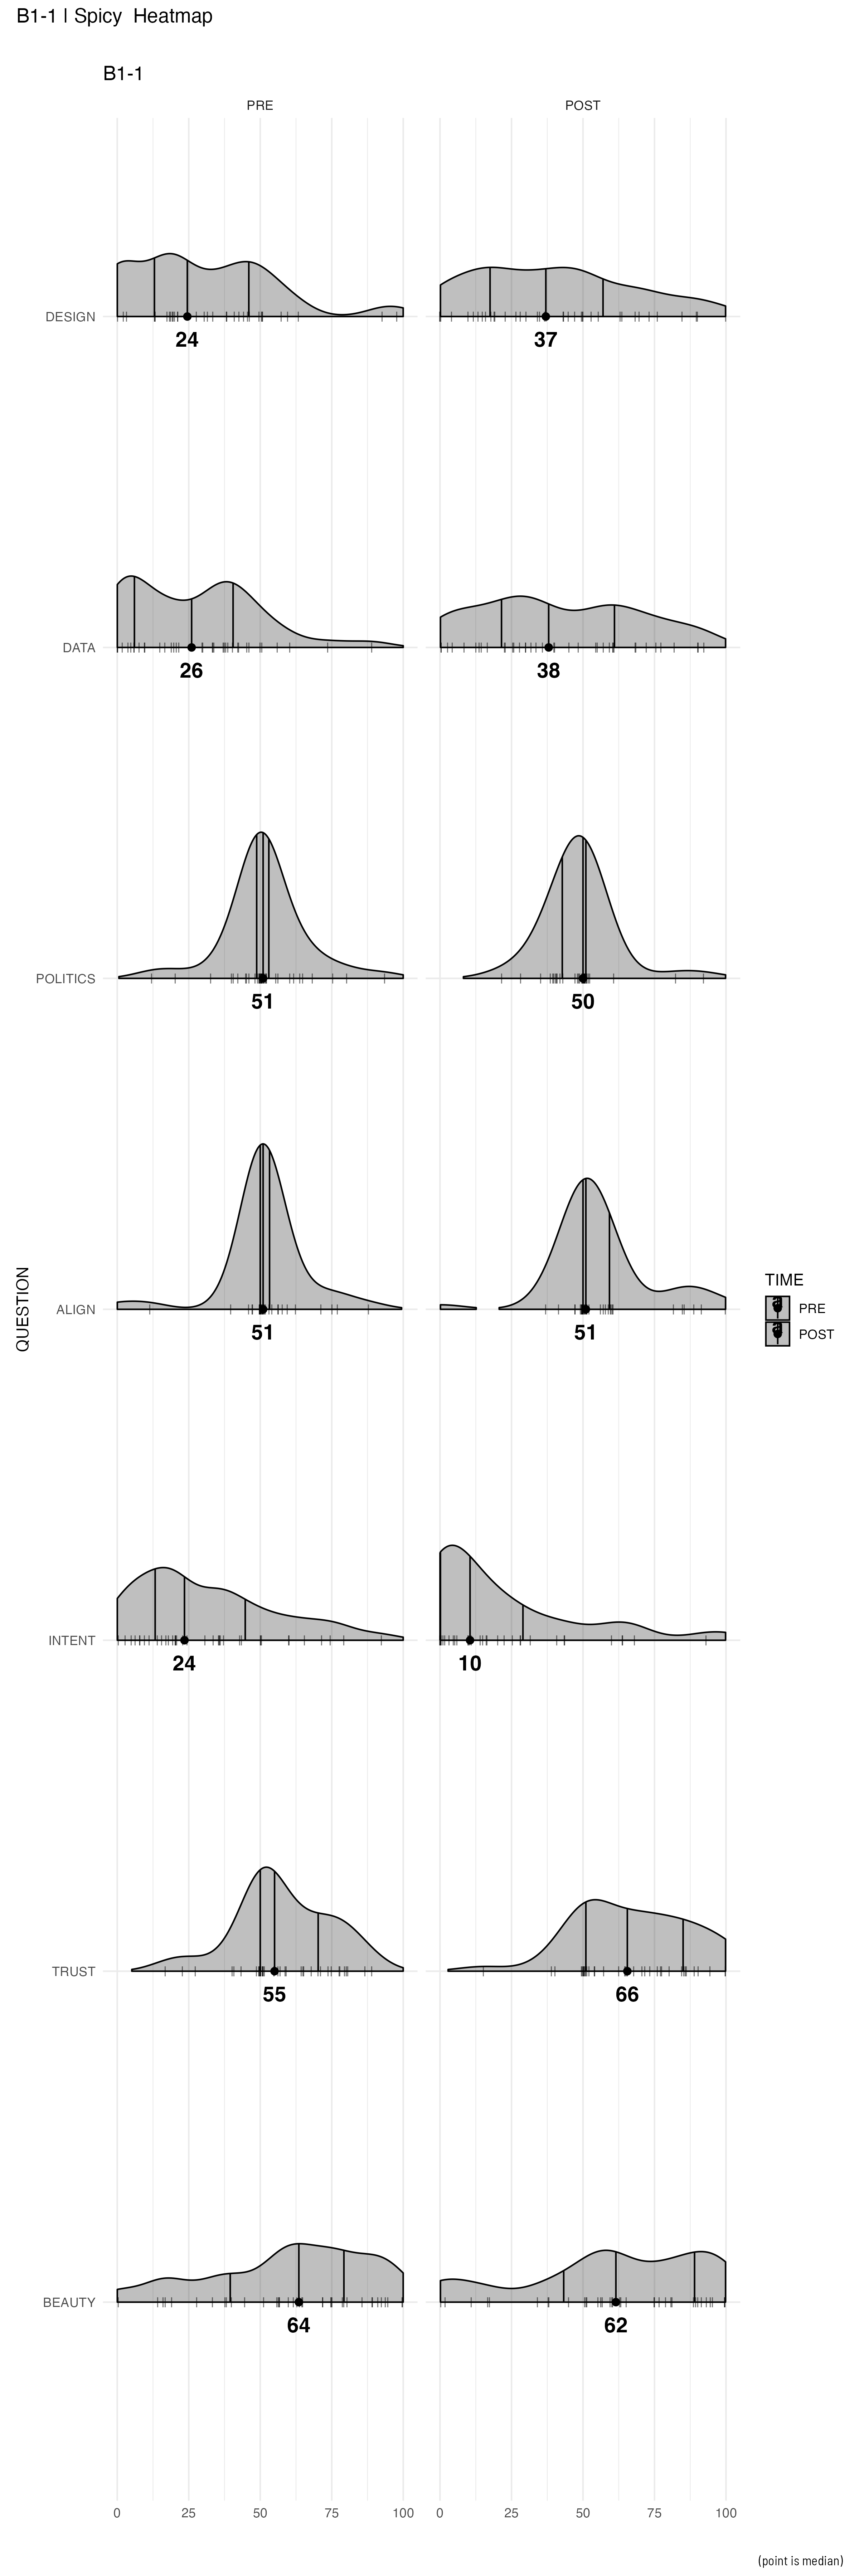 B1-1 | Spicy  Heatmap
B1-1
PRE POST
DESIGN
24 37
DATA
26 38
POLITICS
51 50
ALIGN
51 51
INTENT
24 10
TRUST
55 66
BEAUTY
64 62
QUESTION
TIME
PRE
POST
0 25 50 75 100 0 25 50 75 100
(point is median)